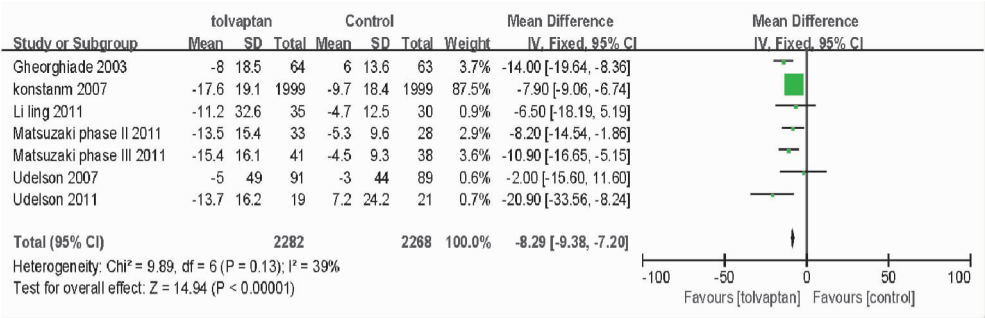 tolvaptan Control Mean Difference Mean Difference
Study or Subgroup Mean SD Total Mean SD Total Weight IV, Fixed, 95% CI IV, Fixed, 95% CI
Gheorghiade 2003 -8 18.5 64 6 13.6 63 3.7% -14.00 [-19.64, -8.36]
konstanm 2007 -17.6 19.1 1999 -9.7 18.4 1999 87.5% -7.90 [-9.06, -6.74]
Li ling 2011 -11.2 32.6 35 -4.7 12.5 30 0.9% -6.50 [-18.19, 5.19]
Matsuzaki phase II 2011 -13.5 15.4 33 -5.3 9.6 28 2.9% -8.20 [-14.54, -1.86]
Matsuzaki phase III 2011 -15.4 16.1 41 -4.5 9.3 38 3.6% -10.90 [-16.65, -5.15]
Udelson 2007 -5 49 91 -3 44 89 0.6% -2.00 [-15.60, 11.60]
Udelson 2011 -13.7 16.2 19 7.2 24.2 21 0.7% -20.90 [-33.56, -8.24]
Total (95% CI) 2282 2268 100.0% -8.29 [-9.38, -7.20]
Heterogeneity: Chi² = 9.89, df = 6 (P = 0.13); I² = 39%
Test for overall effect: Z = 14.94 (P < 0.00001)
-100 -50 0 50 100
Favours [tolvaptan] Favours [control]